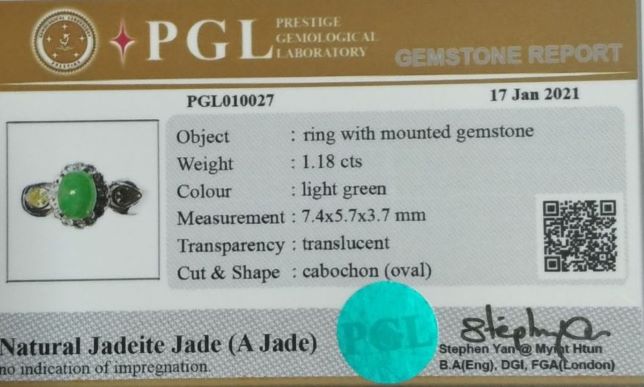 PGL PRESTIGE
GEMOLOGICAL
LABORATORY
GEMSTONE REPORT
PGL010027
17 Jan 2021
Object : ring with mounted gemstone
Weight : 1.18 cts
Colour : light green
Measurement : 7.4x5.7x3.7 mm
Transparency : translucent
Cut & Shape : cabochon (oval)
Natural Jadeite Jade (A Jade)
no indication of impregnation.
PGL
Stephen Yan @ Myint Htun
B.A(Eng), DGI, FGA(London)